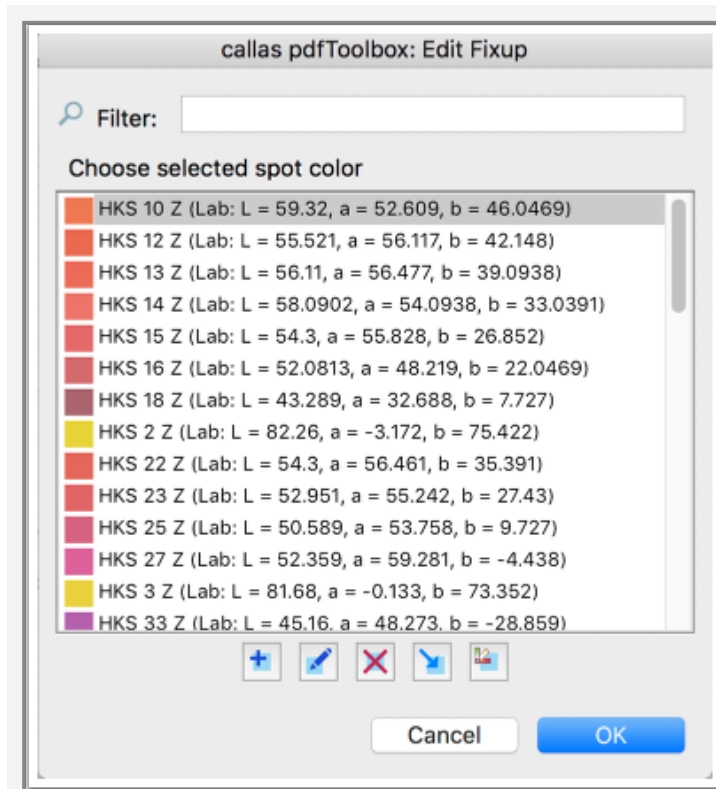 callas pdfToolbox: Edit Fixup
Filter:
Choose selected spot color
HKS 10 Z (Lab: L = 59.32, a = 52.609, b = 46.0469)
HKS 12 Z (Lab: L = 55.521, a = 56.117, b = 42.148)
HKS 13 Z (Lab: L = 56.11, a = 56.477, b = 39.0938)
HKS 14 Z (Lab: L = 58.0902, a = 54.0938, b = 33.0391)
HKS 15 Z (Lab: L = 54.3, a = 55.828, b = 26.852)
HKS 16 Z (Lab: L = 52.0813, a = 48.219, b = 22.0469)
HKS 18 Z (Lab: L = 43.289, a = 32.688, b = 7.727)
HKS 2 Z (Lab: L = 82.26, a = -3.172, b = 75.422)
HKS 22 Z (Lab: L = 54.3, a = 56.461, b = 35.391)
HKS 23 Z (Lab: L = 52.951, a = 55.242, b = 27.43)
HKS 25 Z (Lab: L = 50.589, a = 53.758, b = 9.727)
HKS 27 Z (Lab: L = 52.359, a = 59.281, b = -4.438)
HKS 3 Z (Lab: L = 81.68, a = -0.133, b = 73.352)
HKS 33 Z (Lab: L = 45.16, a = 48.273, b = -28.859)
Cancel OK